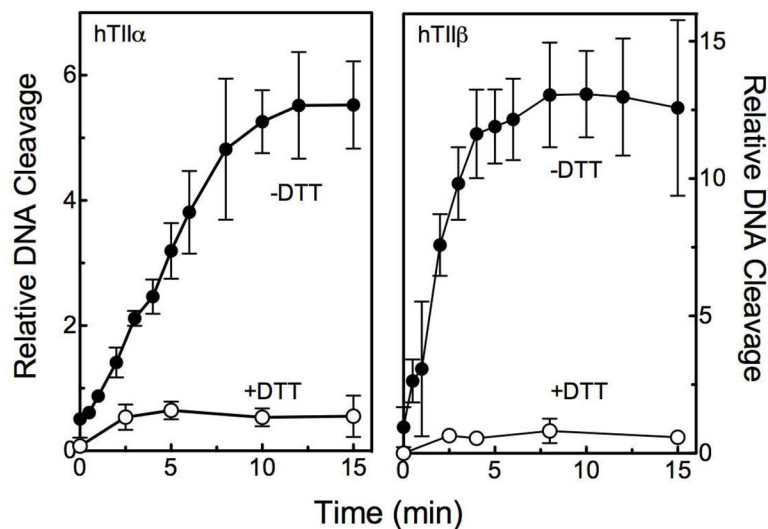 hTIIα
Relative DNA Cleavage
6
4
2
0
-DTT
+DTT
0
5
10
15
hTIIβ
15
10
5
0
Relative DNA Cleavage
-DTT
+DTT
0
5
10
15
Time (min)